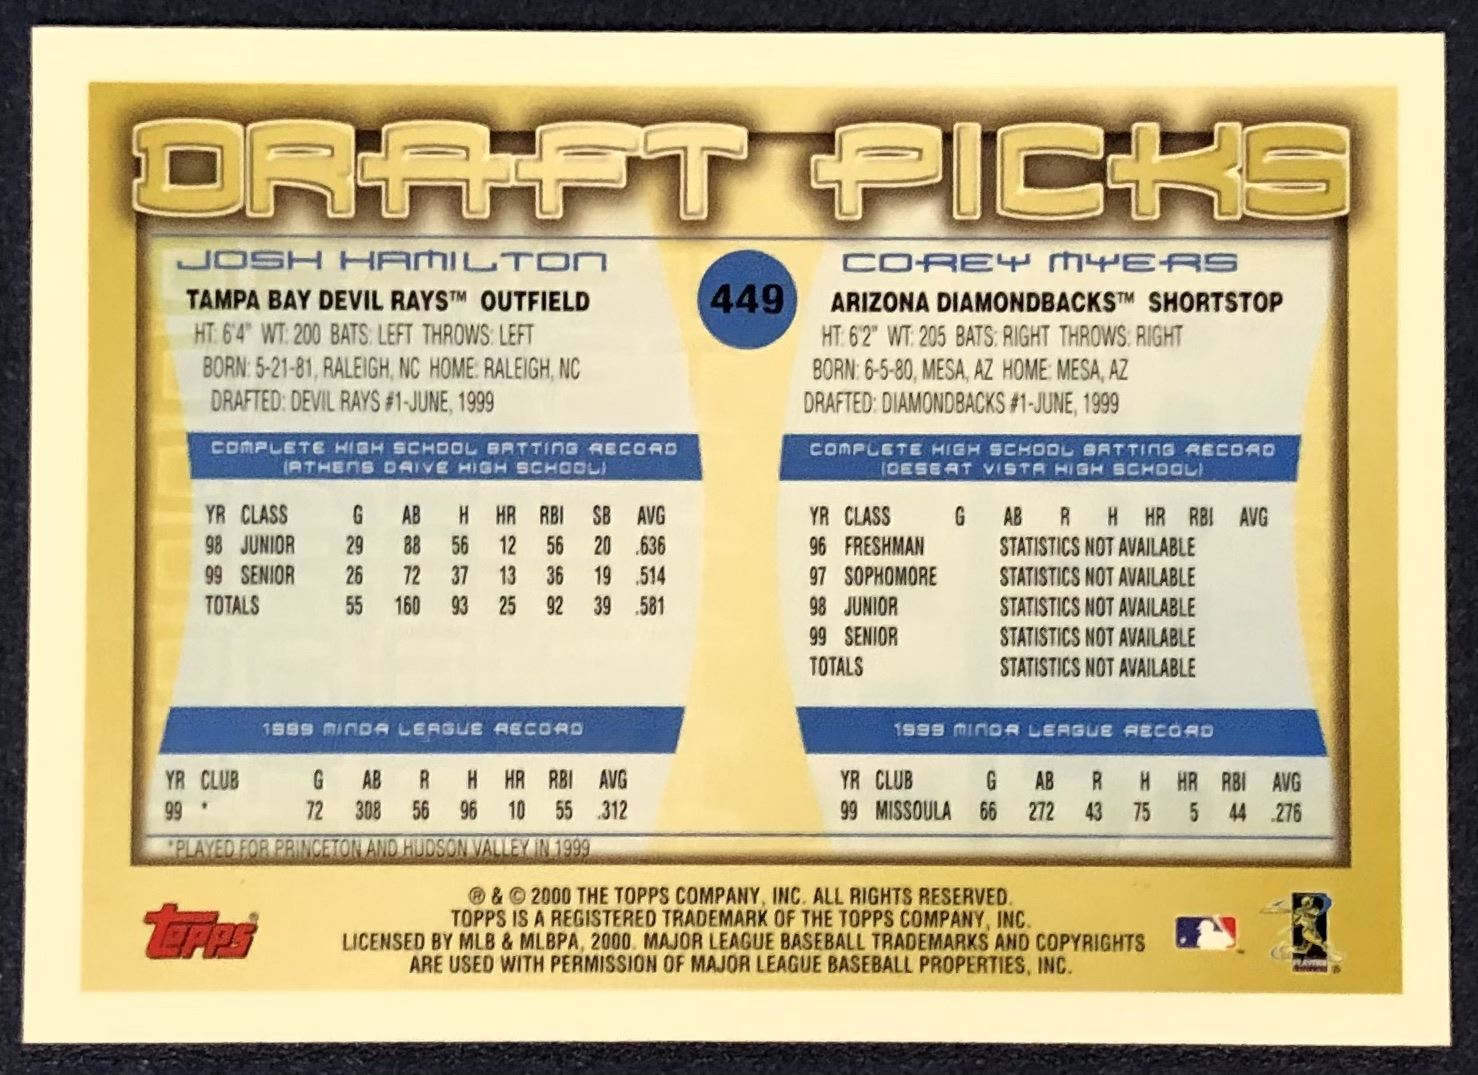 DRAFT PICKS
JOSH HAMILTON
TAMPA BAY DEVIL RAYS™ OUTFIELD
HT: 6'4" WT: 200 BATS: LEFT THROWS: LEFT
BORN: 5-21-81, RALEIGH, NC HOME: RALEIGH, NC
DRAFTED: DEVIL RAYS #1-JUNE, 1999
COMPLETE HIGH SCHOOL BATTING RECORD
(ATHENS DRIVE HIGH SCHOOL)
YR CLASS G AB H HR RBI SB AVG
98 JUNIOR 29 88 56 12 56 20 .636
99 SENIOR 26 72 37 13 36 19 .514
TOTALS 55 160 93 25 92 39 .581
1999 MINOR LEAGUE RECORD
YR CLUB G AB R H HR RBI AVG
99 * 72 308 56 96 10 55 .312
*PLAYED FOR PRINCETON AND HUDSON VALLEY IN 1999
449
COREY MYERS
ARIZONA DIAMONDBACKS™ SHORTSTOP
HT: 6'2" WT: 205 BATS: RIGHT THROWS: RIGHT
BORN: 6-5-80, MESA, AZ HOME: MESA, AZ
DRAFTED: DIAMONDBACKS #1-JUNE, 1999
COMPLETE HIGH SCHOOL BATTING RECORD
(DESERT VISTA HIGH SCHOOL)
YR CLASS G AB R H HR RBI AVG
96 FRESHMAN STATISTICS NOT AVAILABLE
97 SOPHOMORE STATISTICS NOT AVAILABLE
98 JUNIOR STATISTICS NOT AVAILABLE
99 SENIOR STATISTICS NOT AVAILABLE
TOTALS STATISTICS NOT AVAILABLE
1999 MINOR LEAGUE RECORD
YR CLUB G AB R H HR RBI AVG
99 MISSOULA 66 272 43 75 5 44 .276
Topps®
® & © 2000 THE TOPPS COMPANY, INC. ALL RIGHTS RESERVED.
TOPPS IS A REGISTERED TRADEMARK OF THE TOPPS COMPANY, INC.
LICENSED BY MLB & MLBPA, 2000. MAJOR LEAGUE BASEBALL TRADEMARKS AND COPYRIGHTS
ARE USED WITH PERMISSION OF MAJOR LEAGUE BASEBALL PROPERTIES, INC.